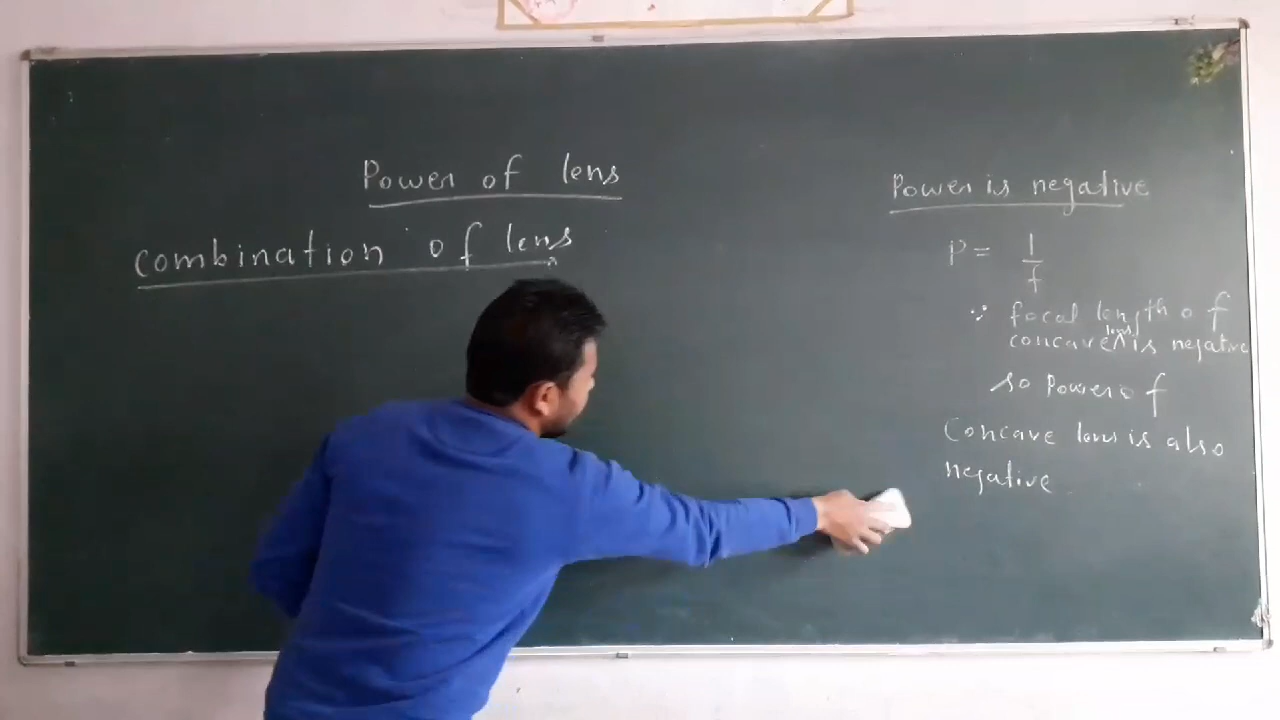 Power of lens
combination of lens
Power is negative
P = 1/f
∵ focal length of
concave lens is negative
so Power of
Concave lens is also
negative